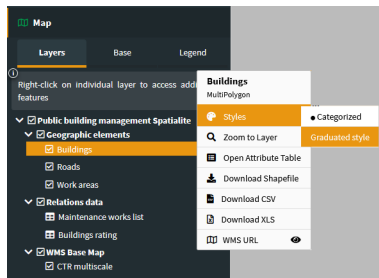 Map
Layers Base Legend
Right-click on individual layer to access addi
features
Public building management Spatialite
Geographic elements
Buildings
Roads
Work areas
Relations data
Maintenance works list
Buildings rating
WMS Base Map
CTR multiscale
Buildings
MultiPolygon
Styles
Zoom to Layer
Open Attribute Table
Download Shapefile
Download CSV
Download XLS
WMS URL
● Categorized
Graduated style